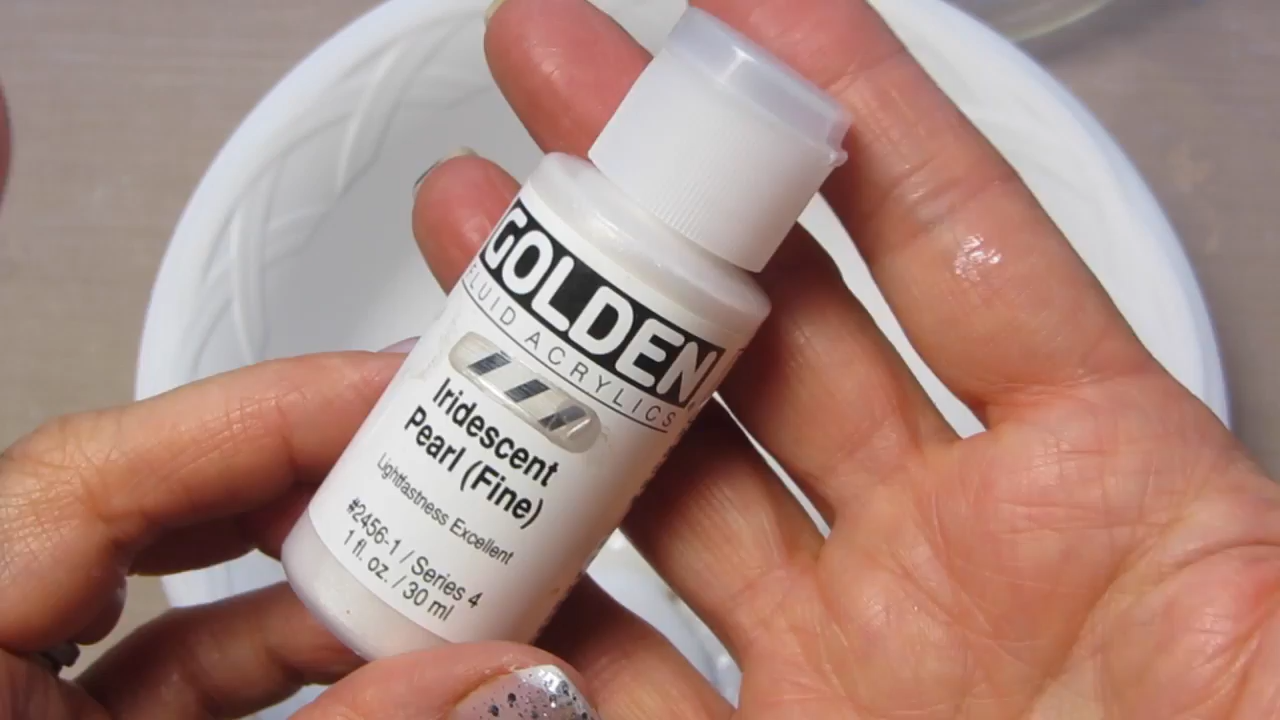 GOLDEN
FLUID ACRYLICS
Iridescent
Pearl (Fine)
Lightfastness Excellent
#2456-1 / Series 4
1 fl. oz. / 30 ml